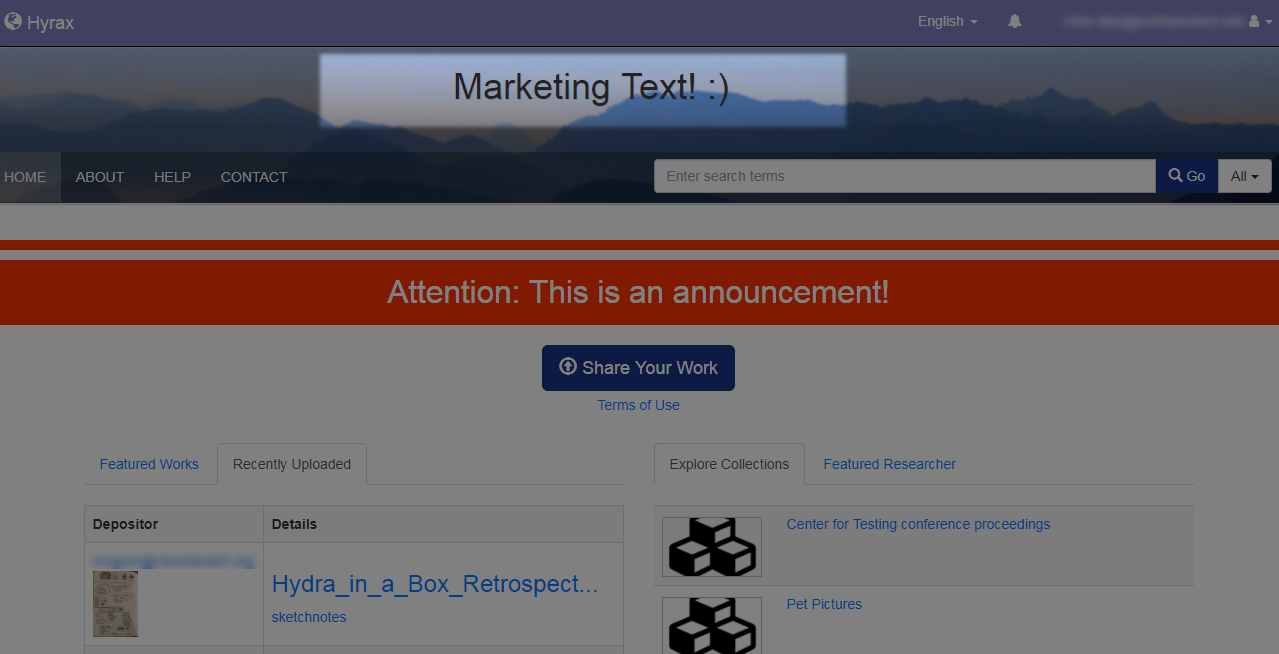 Hyrax
English
Marketing Text! :)
HOME ABOUT HELP CONTACT
Enter search terms
Go
All
Attention: This is an announcement!
Share Your Work
Terms of Use
Featured Works Recently Uploaded
Explore Collections Featured Researcher
Depositor Details
Hydra_in_a_Box_Retrospect...
sketchnotes
Center for Testing conference proceedings
Pet Pictures